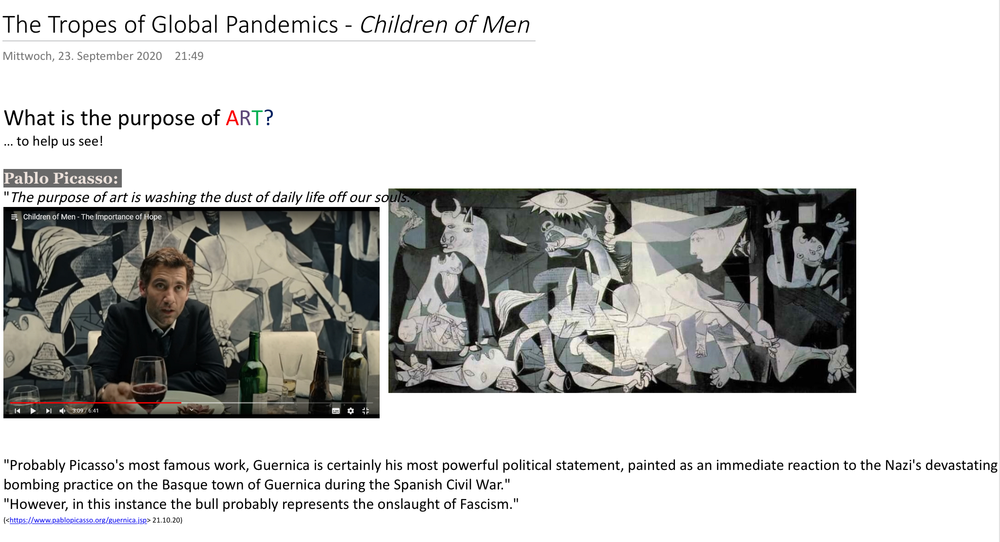 The Tropes of Global Pandemics - Children of Men
Mittwoch, 23. September 2020 21:49
What is the purpose of ART?
... to help us see!
Pablo Picasso:
"The purpose of art is washing the dust of daily life off our souls."
Children of Men - The Importance of Hope
3:09 / 6:41
"Probably Picasso's most famous work, Guernica is certainly his most powerful political statement, painted as an immediate reaction to the Nazi's devastating
bombing practice on the Basque town of Guernica during the Spanish Civil War."
"However, in this instance the bull probably represents the onslaught of Fascism."
(<https://www.pablopicasso.org/guernica.jsp> 21.10.20)